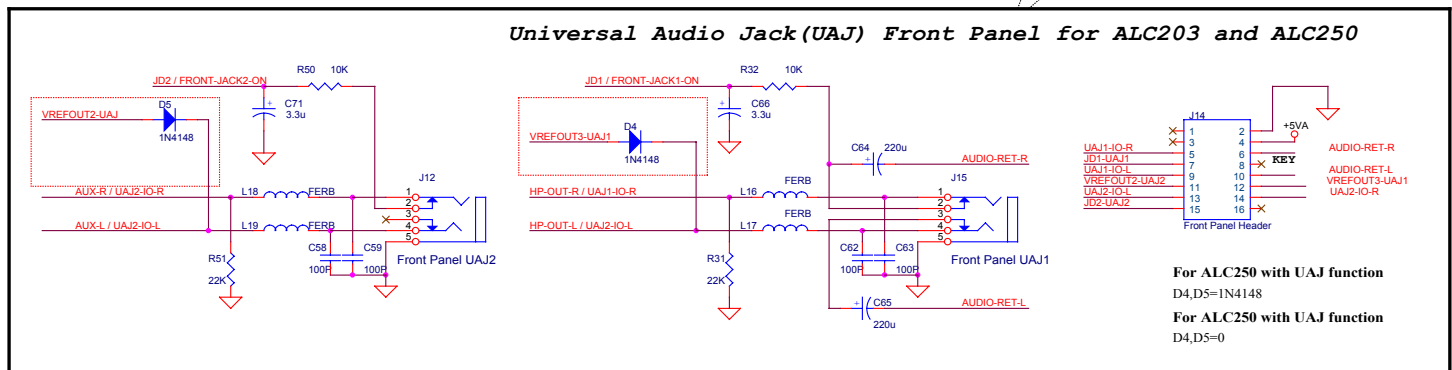 Universal Audio Jack(UAJ) Front Panel for ALC203 and ALC250
JD2 / FRONT-JACK2-ON
R50 10K
C71
3.3u
VREFOUT2-UAJ
D5
1N4148
AUX-R / UAJ2-IO-R
L18 FERB
J12
1
2
3
4
5
AUX-L / UAJ2-IO-L
L19 FERB
C58
C59
100P
100P
Front Panel UAJ2
R51
22K
JD1 / FRONT-JACK1-ON
R32 10K
C66
3.3u
VREFOUT3-UAJ1
D4
1N4148
C64
220u
AUDIO-RET-R
HP-OUT-R / UAJ1-IO-R
L16
FERB
J15
1
2
3
4
5
HP-OUT-L / UAJ2-IO-L
L17
FERB
C62
C63
100P
100P
Front Panel UAJ1
R31
22K
C65
220u
AUDIO-RET-L
J14
+5VA
1 2
3 4
UAJ1-IO-R 5 6 AUDIO-RET-R
JD1-UAJ1 7 8 KEY
UAJ1-IO-L 9 10 AUDIO-RET-L
VREFOUT2-UAJ2 11 12 VREFOUT3-UAJ1
UAJ2-IO-L 13 14 UAJ2-IO-R
JD2-UAJ2 15 16
Front Panel Header
For ALC250 with UAJ function
D4,D5=1N4148
For ALC250 with UAJ function
D4,D5=0